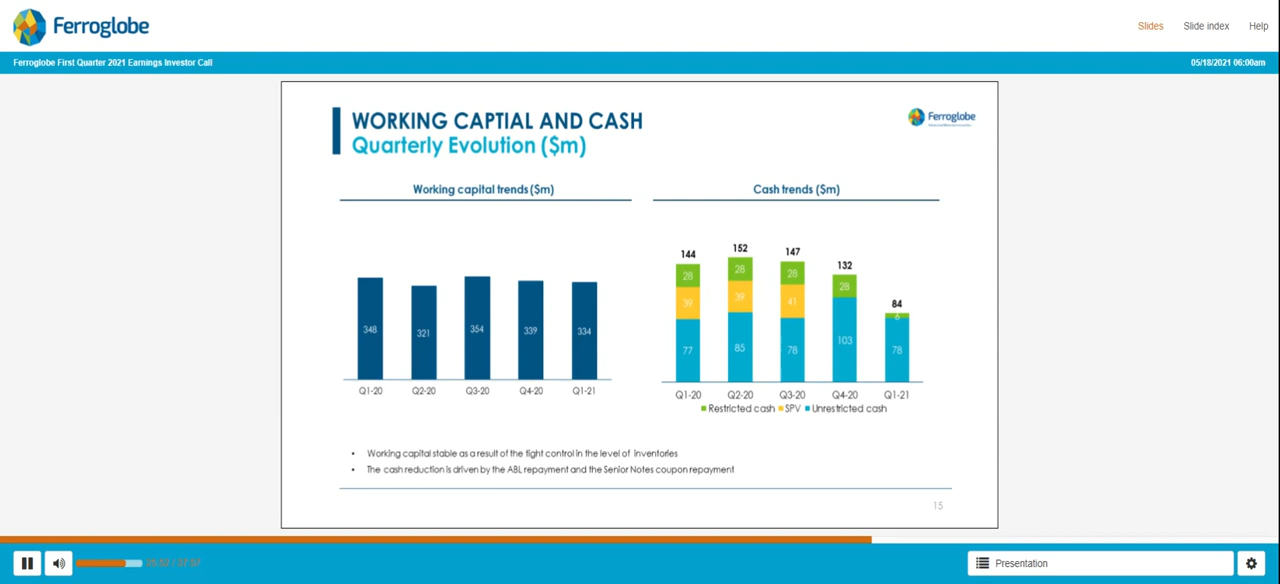 Ferroglobe
Slides Slide index Help
Ferroglobe First Quarter 2021 Earnings Investor Call 05/18/2021 06:00am
WORKING CAPTIAL AND CASH
Quarterly Evolution ($m)
Ferroglobe
Working capital trends ($m)
348 321 354 339 334
Q1-20 Q2-20 Q3-20 Q4-20 Q1-21
Cash trends ($m)
144 152 147 132 84
28 28 28 28 6
39 39 41
77 85 78 103 78
Q1-20 Q2-20 Q3-20 Q4-20 Q1-21
Restricted cash SPV Unrestricted cash
• Working capital stable as a result of the tight control in the level of inventories
• The cash reduction is driven by the ABL repayment and the Senior Notes coupon repayment
15
Presentation